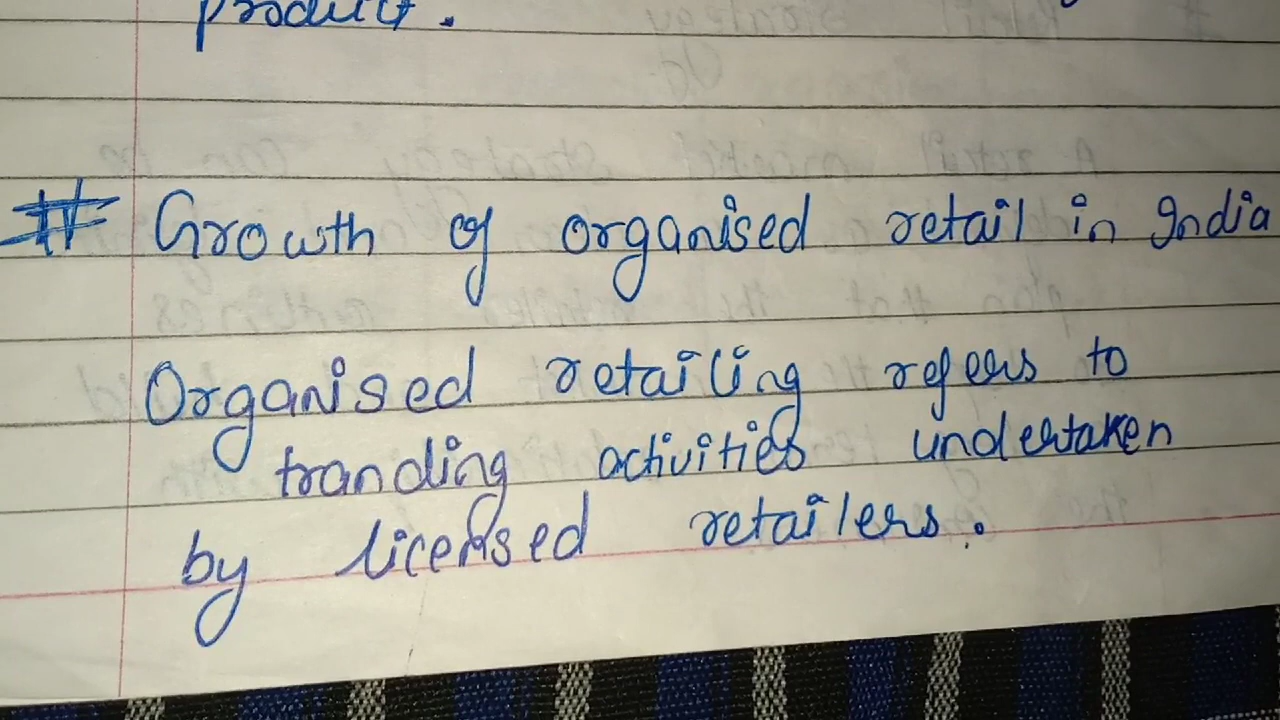 product.
# Growth of organised retail in India
Organised retailing refers to
tranding activities undertaken
by licensed retailers.